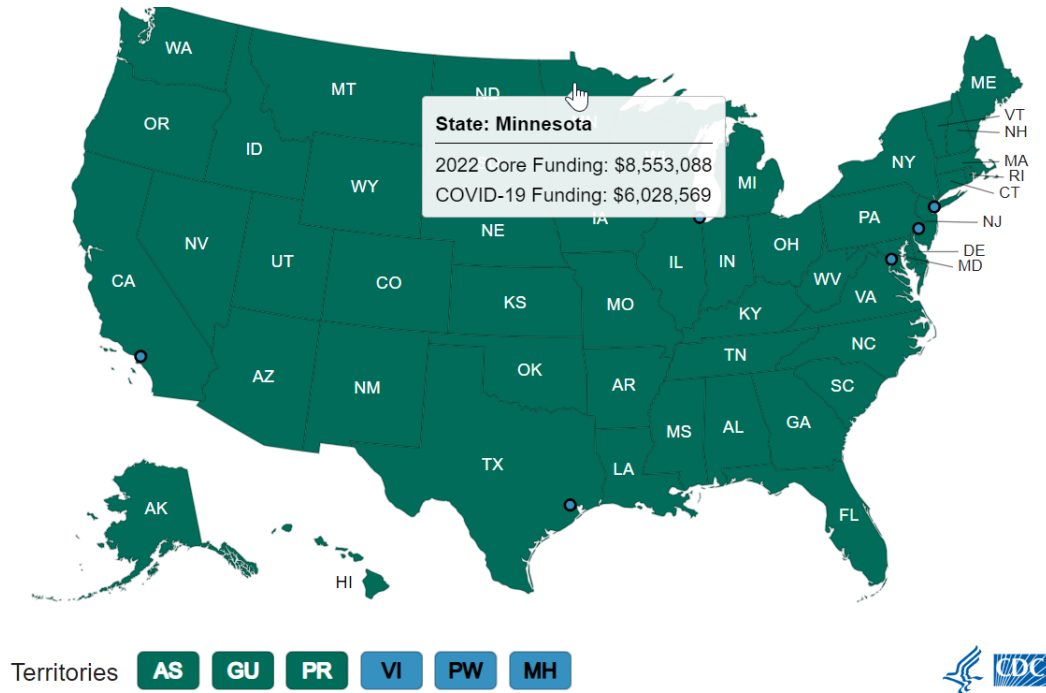 WA
MT
ND
ME
VT
NH
OR
ID
State: Minnesota
2022 Core Funding: $8,553,088
COVID-19 Funding: $6,028,569
WY
MI
NY
MA
RI
CT
NE
IA
PA
NJ
NV
UT
CO
IL
IN
OH
DE
MD
CA
KS
MO
WV
VA
KY
NC
AZ
NM
OK
AR
TN
SC
MS
AL
GA
TX
LA
AK
FL
HI
Territories AS GU PR VI PW MH
CDC